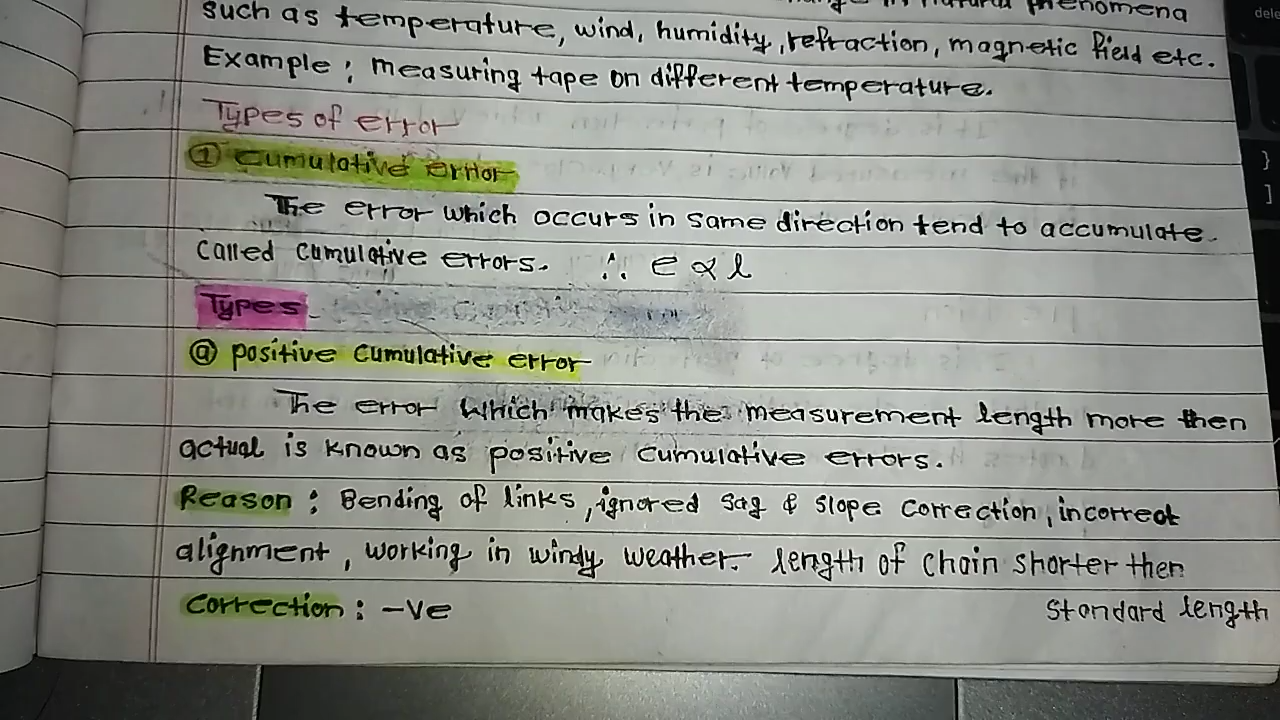 in natural phenomena
such as temperature, wind, humidity, refraction, magnetic field etc.
Example : measuring tape on different temperature.
Types of error
① Cumulative error
The error which occurs in same direction tend to accumulate.
Called Cumulative errors. ∴ e ∝ l
Types
ⓐ positive Cumulative error
The error which makes the measurement length more then
actual is known as positive Cumulative errors.
Reason : Bending of links, ignored sag & slope correction, incorrect
alignment, working in windy weather. length of chain shorter then
Correction : -ve standard length
dele
}
]